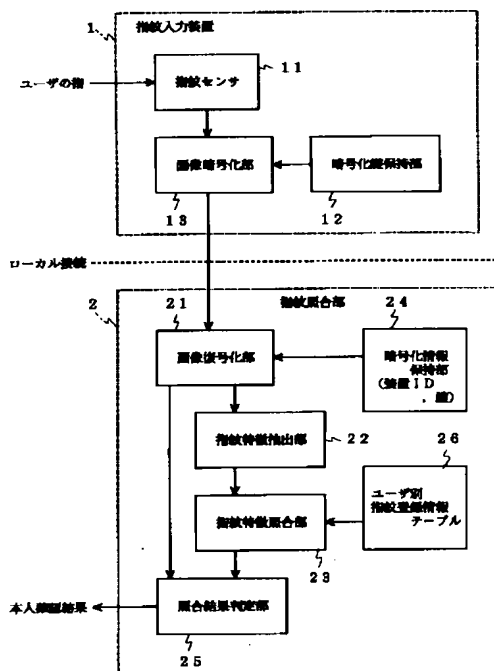 1
指紋入力装置
ユーザの指
指紋センサ
11
画像暗号化部
暗号化鍵保持部
13
12
ローカル接続
2
21
指紋照合部
24
画像復号化部
暗号化情報
保持部
(装置ID
、鍵)
指紋特徴抽出部
22
26
指紋特徴照合部
ユーザ別
指紋登録情報
テーブル
23
本人確認結果
照合結果判定部
25